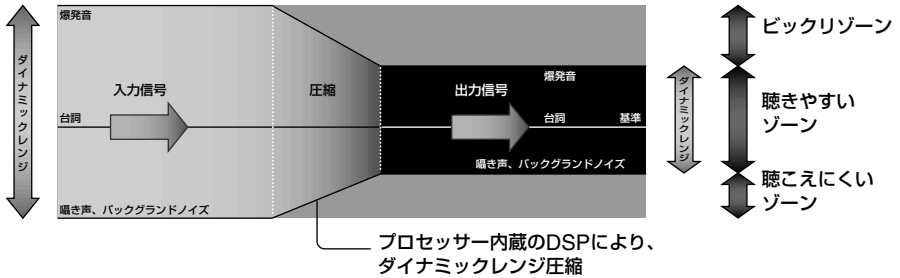 ダイナミックレンジ
爆発音
入力信号
台詞
囁き声、バックグランドノイズ
圧縮
爆発音
出力信号
台詞
基準
囁き声、バックグランドノイズ
ダイナミックレンジ
ビックリゾーン
聴きやすい
ゾーン
聴こえにくい
ゾーン
プロセッサー内蔵のDSPにより、
ダイナミックレンジ圧縮